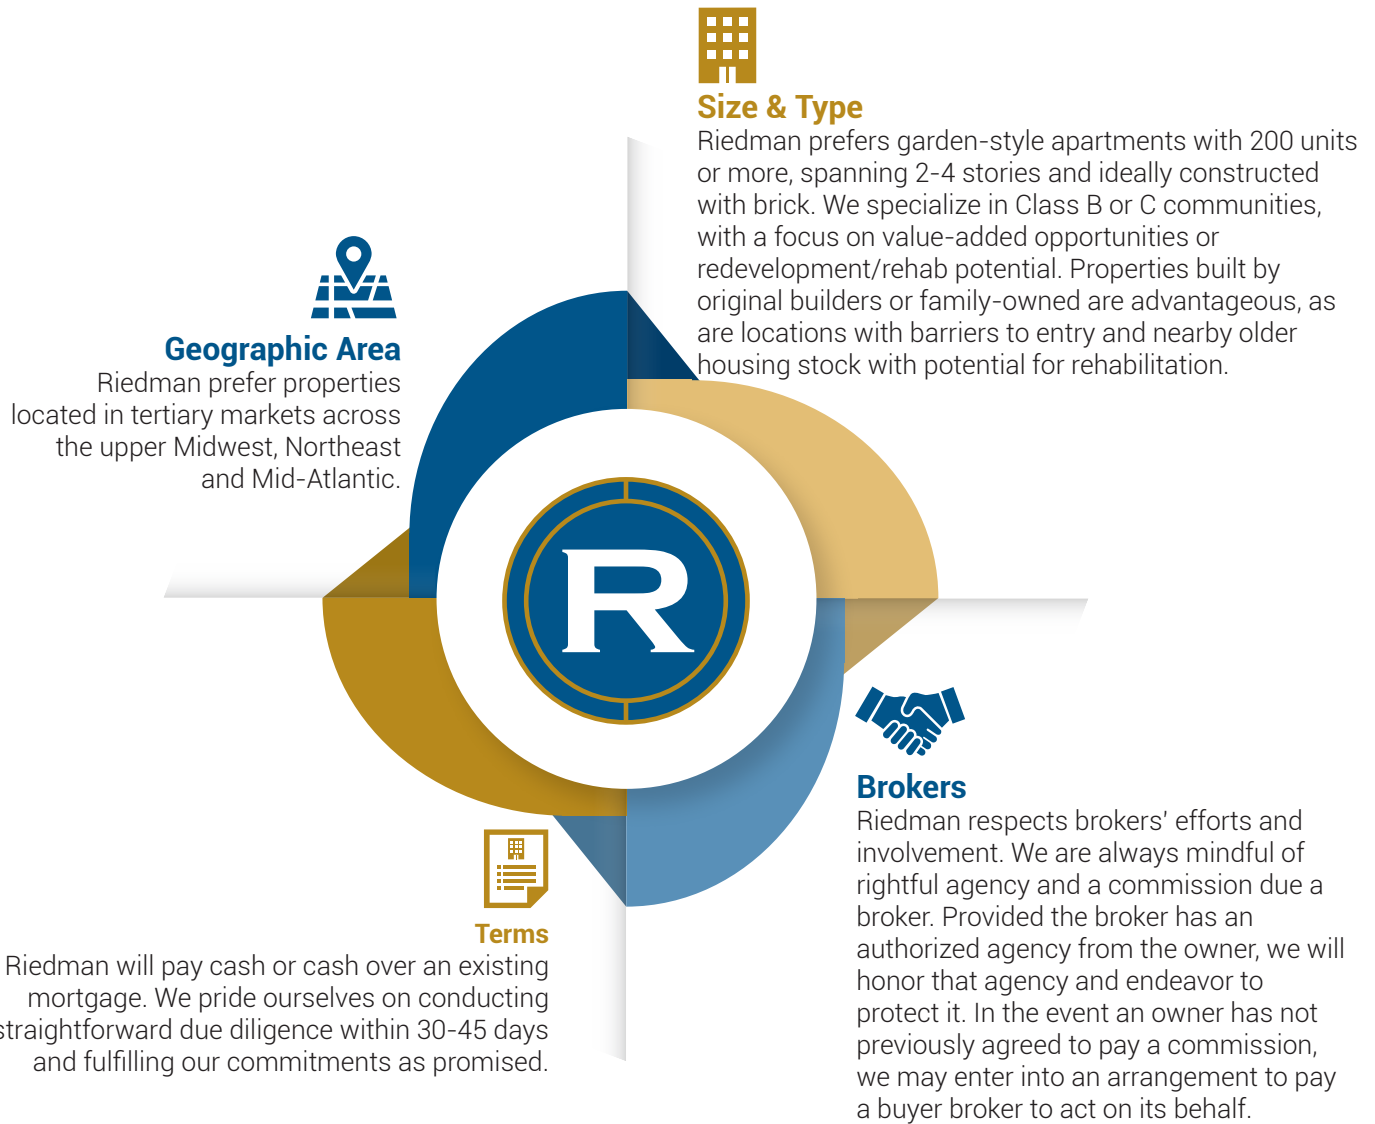 Size & Type
Riedman prefers garden-style apartments with 200 units
or more, spanning 2-4 stories and ideally constructed
with brick. We specialize in Class B or C communities,
with a focus on value-added opportunities or
redevelopment/rehab potential. Properties built by
original builders or family-owned are advantageous, as
are locations with barriers to entry and nearby older
housing stock with potential for rehabilitation.
Geographic Area
Riedman prefer properties
located in tertiary markets across
the upper Midwest, Northeast
and Mid-Atlantic.
R
Brokers
Riedman respects brokers' efforts and
involvement. We are always mindful of
rightful agency and a commission due a
broker. Provided the broker has an
authorized agency from the owner, we will
honor that agency and endeavor to
protect it. In the event an owner has not
previously agreed to pay a commission,
we may enter into an arrangement to pay
a buyer broker to act on its behalf.
Terms
Riedman will pay cash or cash over an existing
mortgage. We pride ourselves on conducting
straightforward due diligence within 30-45 days
and fulfilling our commitments as promised.